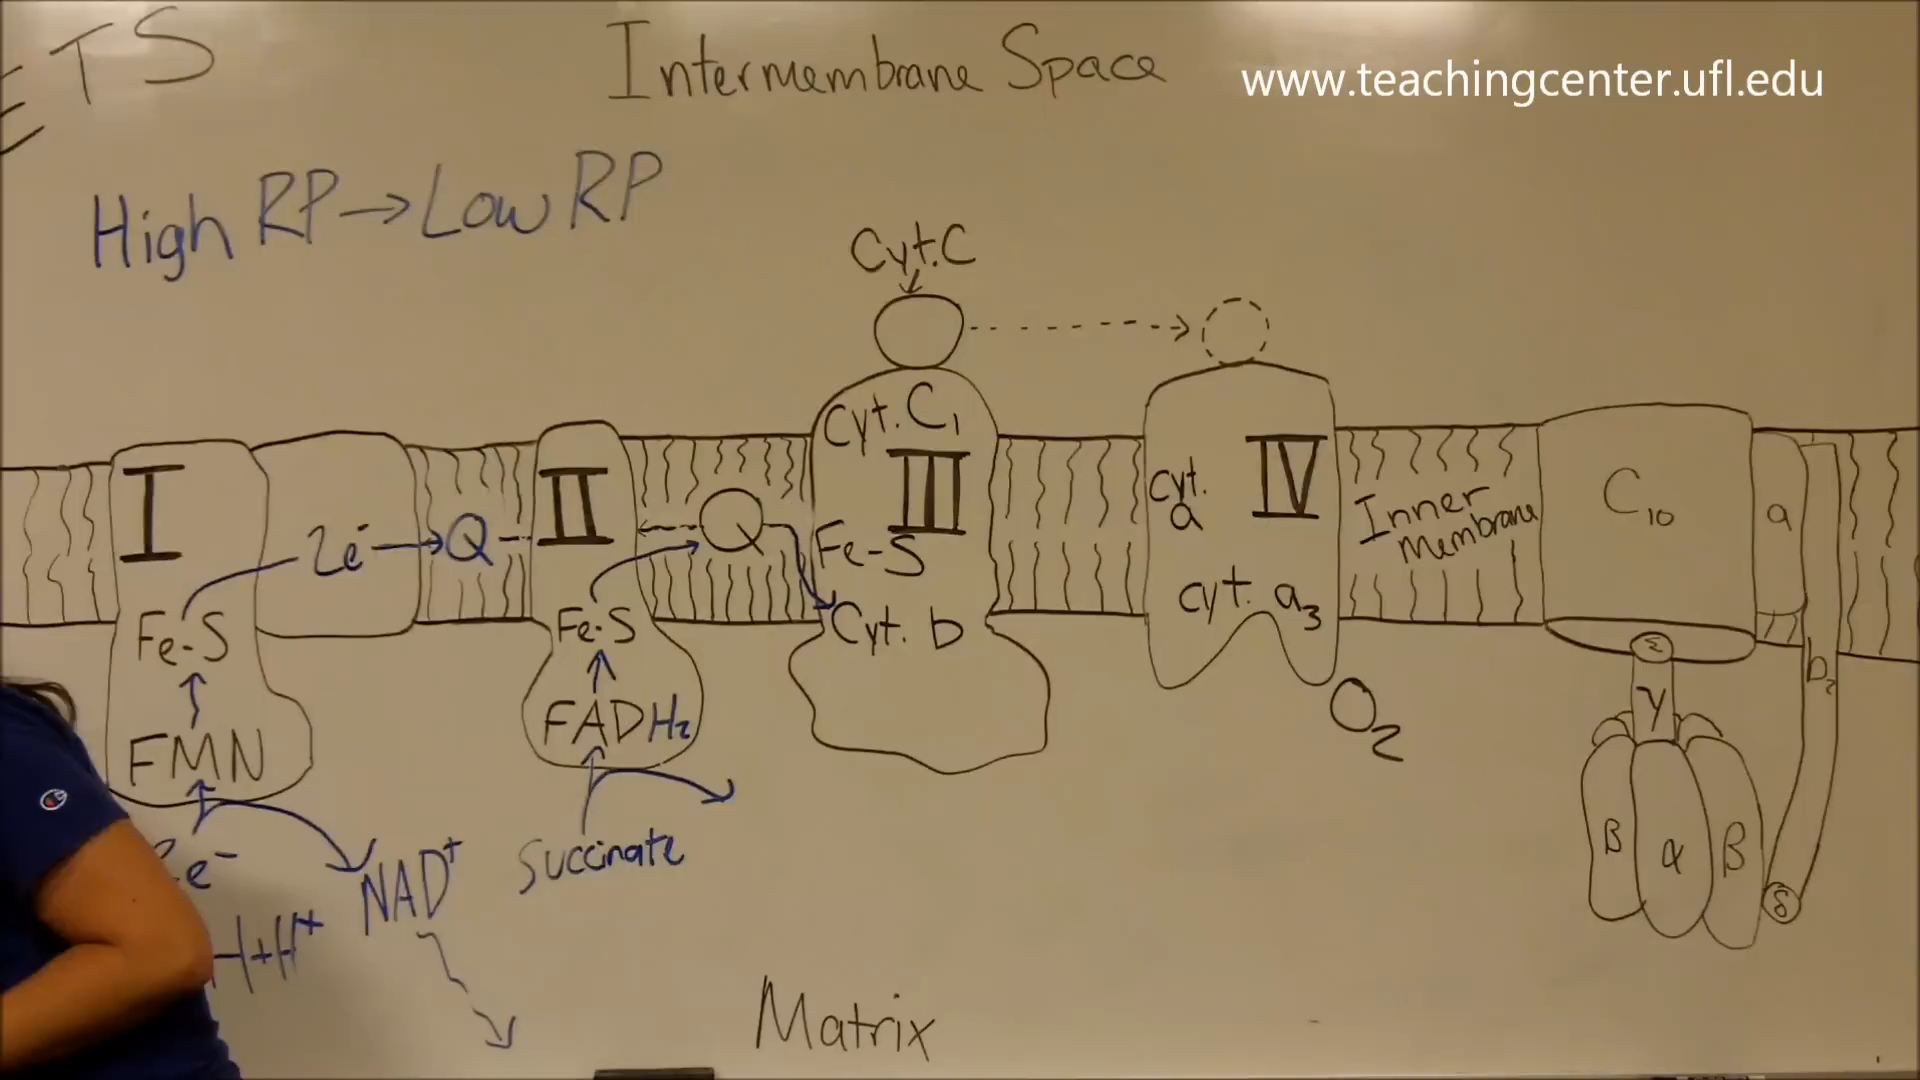 ETS
Intermembrane Space
www.teachingcenter.ufl.edu
High RP → Low RP
Cyt. C
Cyt. C₁
I
II
III
IV
2e⁻
Q
Q
Fe-S
Cyt. b
cyt. a
cyt. a₃
Inner
membrane
C₁₀
a
b₂
Fe-S
Fe-S
FMN
FADH₂
O₂
ε
γ
β
α
β
δ
2e⁻
NAD⁺
Succinate
H+H⁺
Matrix